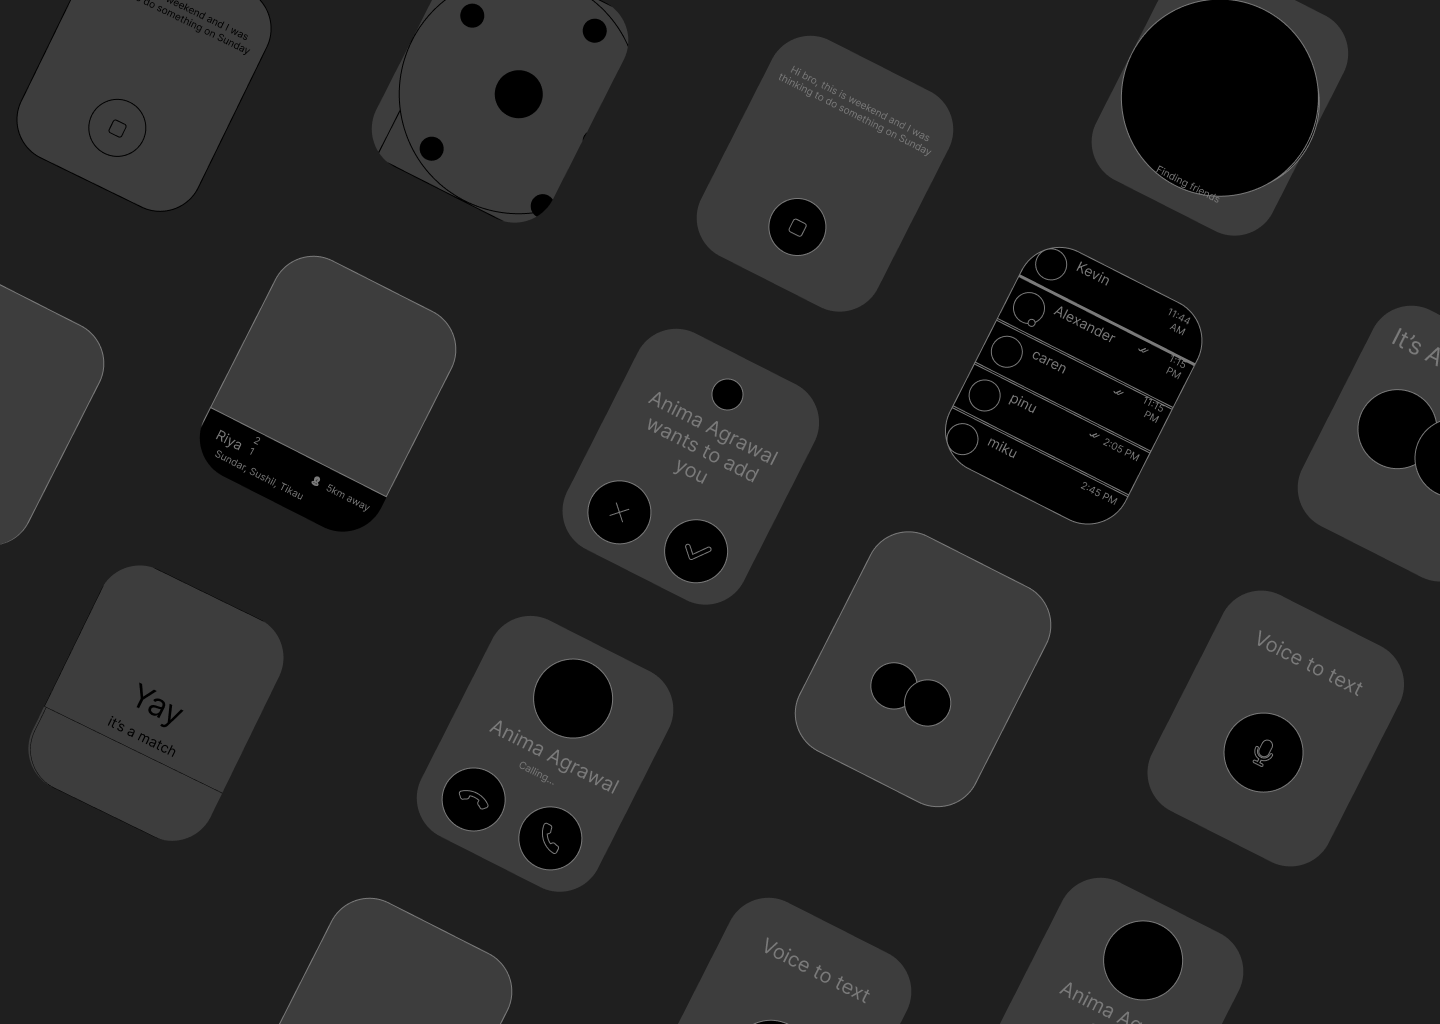 weekend and I was
to do something on Sunday
Hi bro, this is weekend and I was
thinking to do something on Sunday
Finding friends
Kevin
11:44
AM
Alexander
1:15
PM
caren
11:15
PM
pinu
2:05 PM
miku
2:45 PM
It's A
Riya
2
1
Sundar, Sushil, Tikau
5km away
Anima Agrawal
wants to add
you
Yay
it's a match
Anima Agrawal
Calling...
Voice to text
Voice to text
Anima Ag